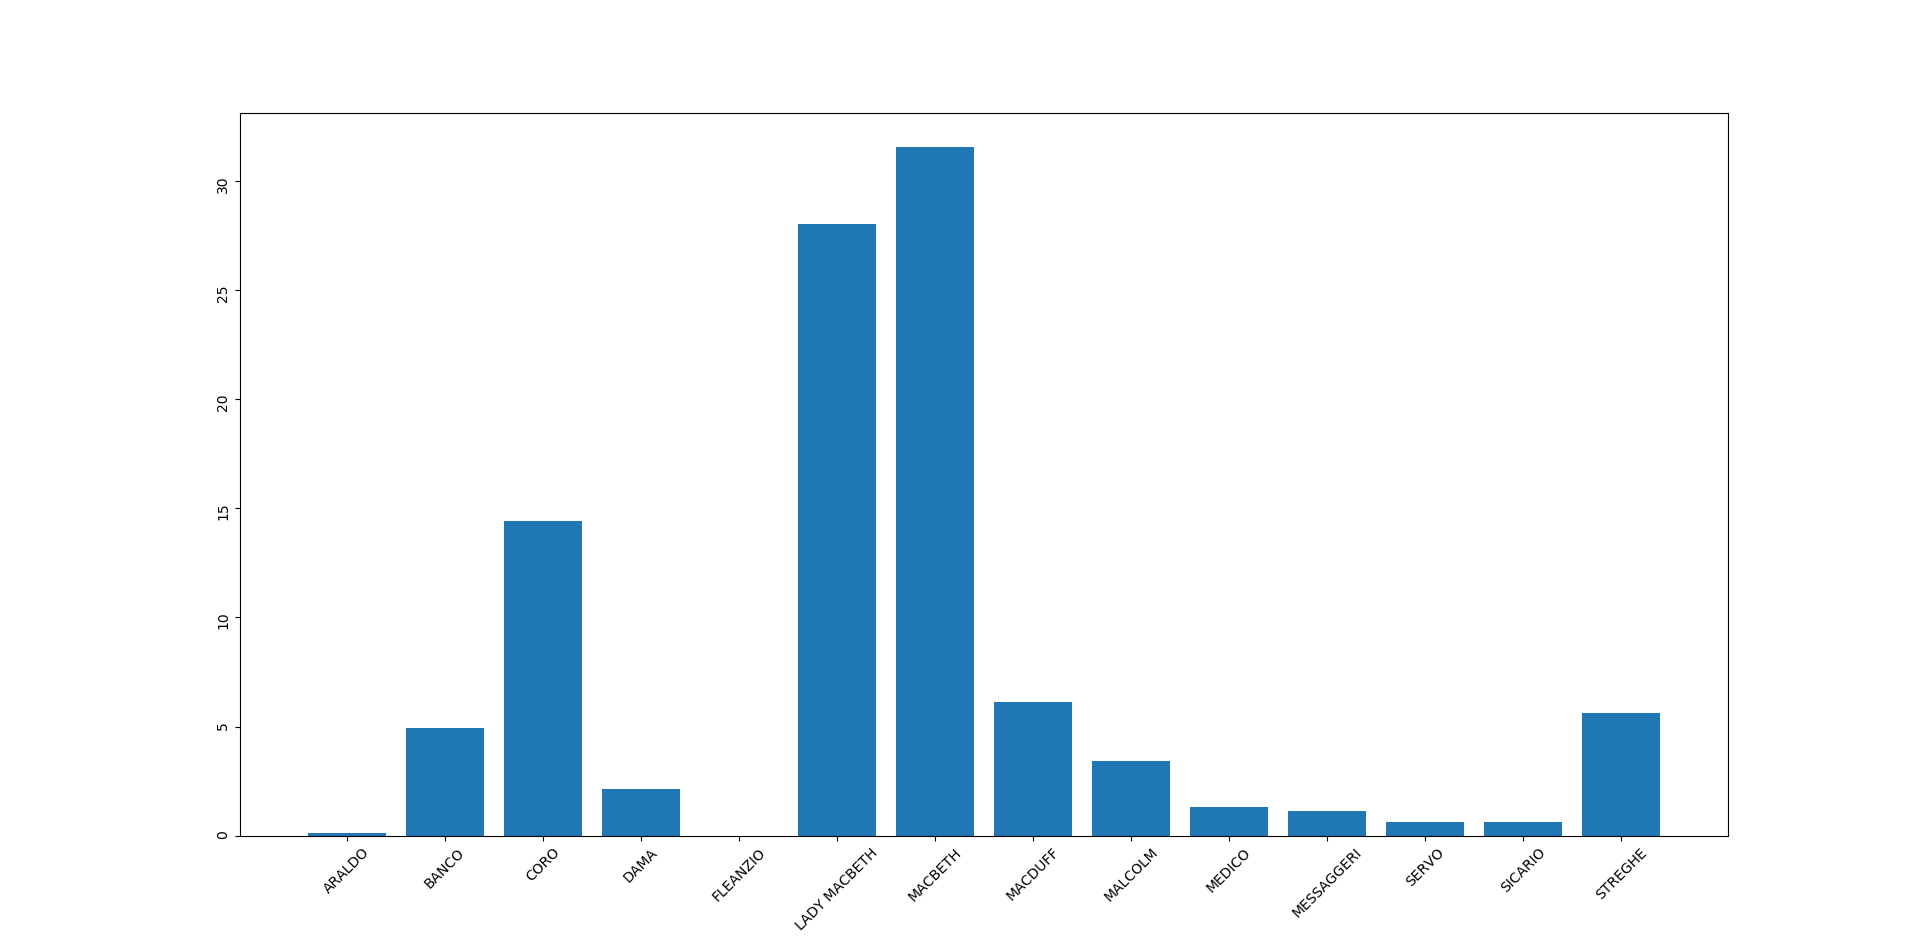 30
25
20
15
10
5
0
ARALDO
BANCO
CORO
DAMA
FLEANZIO
LADY MACBETH
MACBETH
MACDUFF
MALCOLM
MEDICO
MESSAGGERI
SERVO
SICARIO
STREGHE